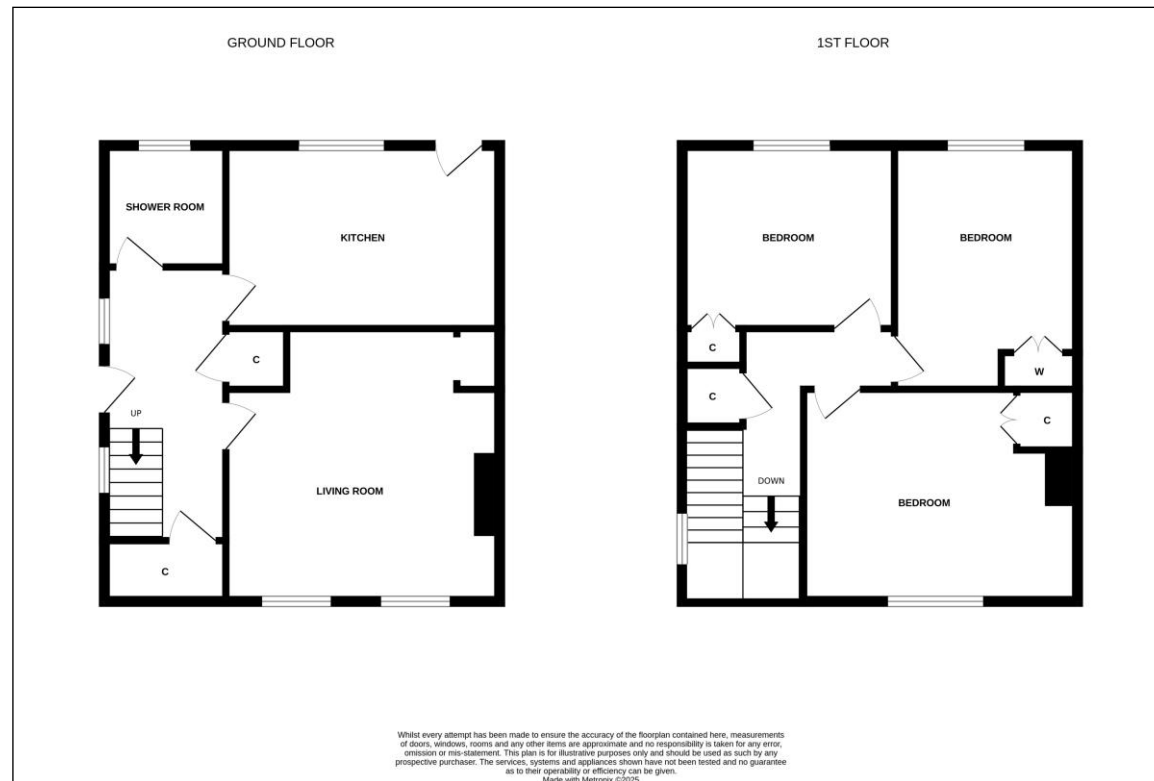 GROUND FLOOR
1ST FLOOR
SHOWER ROOM
KITCHEN
C
UP
LIVING ROOM
C
BEDROOM
BEDROOM
C
W
C
C
DOWN
BEDROOM
Whilst every attempt has been made to ensure the accuracy of the floorplan contained here, measurements
of doors, windows, rooms and any other items are approximate and no responsibility is taken for any error,
omission or mis-statement. This plan is for illustrative purposes only and should be used as such by any
prospective purchaser. The services, systems and appliances shown have not been tested and no guarantee
as to their operability or efficiency can be given.
Made with Metropix ©2025